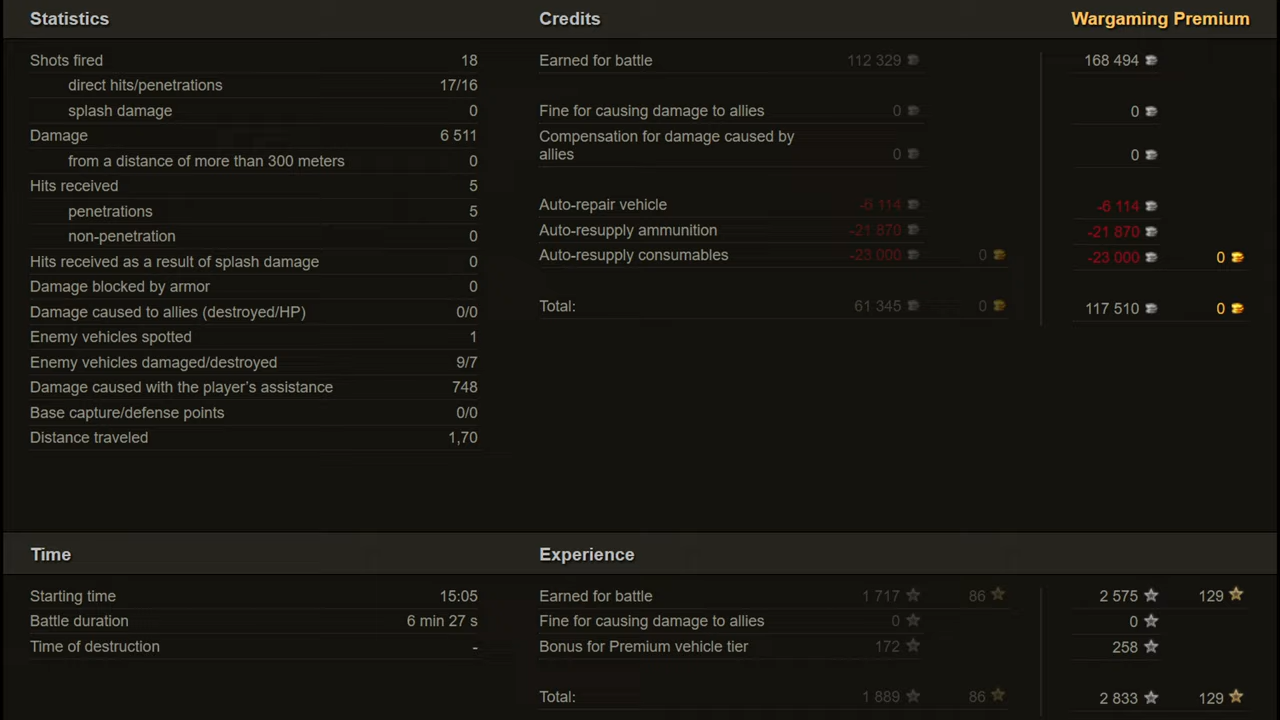 Statistics
Shots fired 18
direct hits/penetrations 17/16
splash damage 0
Damage 6 511
from a distance of more than 300 meters 0
Hits received 5
penetrations 5
non-penetration 0
Hits received as a result of splash damage 0
Damage blocked by armor 0
Damage caused to allies (destroyed/HP) 0/0
Enemy vehicles spotted 1
Enemy vehicles damaged/destroyed 9/7
Damage caused with the player's assistance 748
Base capture/defense points 0/0
Distance traveled 1,70
Credits Wargaming Premium
Earned for battle 112 329 168 494
Fine for causing damage to allies 0 0
Compensation for damage caused by
allies 0 0
Auto-repair vehicle -6 114 -6 114
Auto-resupply ammunition -21 870 -21 870
Auto-resupply consumables -23 000 0 -23 000 0
Total: 61 345 0 117 510 0
Time
Starting time 15:05
Battle duration 6 min 27 s
Time of destruction -
Experience
Earned for battle 1 717 86 2 575 129
Fine for causing damage to allies 0 0
Bonus for Premium vehicle tier 172 258
Total: 1 889 86 2 833 129